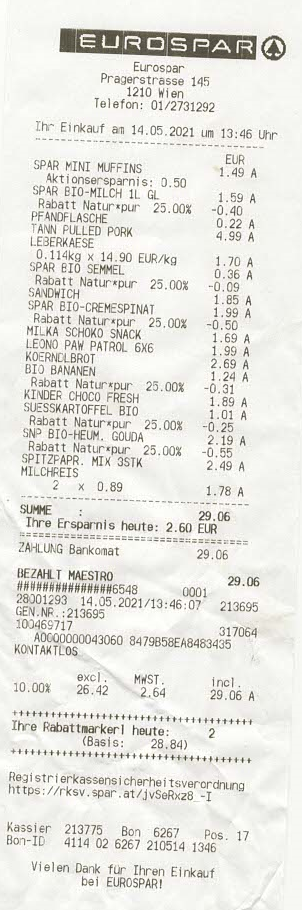 EUROSPAR
Eurospar
Pragerstrasse 145
1210 Wien
Telefon: 01/2731292
Ihr Einkauf am 14.05.2021 um 13:46 Uhr
EUR
SPAR MINI MUFFINS 1.49 A
Aktionsersparnis: 0.50
SPAR BIO-MILCH 1L GL 1.59 A
Rabatt Natur*pur 25.00% -0.40
PFANDFLASCHE 0.22 A
TANN PULLED PORK 4.99 A
LEBERKAESE
0.114kg x 14.90 EUR/kg 1.70 A
SPAR BIO SEMMEL 0.36 A
Rabatt Natur*pur 25.00% -0.09
SANDWICH 1.85 A
SPAR BIO-CREMESPINAT 1.99 A
Rabatt Natur*pur 25.00% -0.50
MILKA SCHOKO SNACK 1.69 A
LEONO PAW PATROL 6X6 1.99 A
KOERNDLBROT 2.69 A
BIO BANANEN 1.24 A
Rabatt Natur*pur 25.00% -0.31
KINDER CHOCO FRESH 1.89 A
SUESSKARTOFFEL BIO 1.01 A
Rabatt Natur*pur 25.00% -0.25
SNP BIO-HEUM. GOUDA 2.19 A
Rabatt Natur*pur 25.00% -0.55
SPITZPAPR. MIX 3STK 2.49 A
MILCHREIS
2 x 0.89 1.78 A
SUMME : 29.06
Ihre Ersparnis heute: 2.60 EUR
ZAHLUNG Bankomat 29.06
BEZAHLT MAESTRO 29.06
################6548 0001
28001293 14.05.2021/13:46:07 213695
GEN.NR.:213695
100469717 317064
A0000000043060 8479B58EA8483435
KONTAKTLOS
excl. MWST. incl.
10.00% 26.42 2,64 29.06 A
++++++++++++++++++++++++++++++++++++++
Ihre Rabattmarkerl heute: 2
(Basis: 28.84)
++++++++++++++++++++++++++++++++++++++
Registrierkassensicherheitsverordnung
https://rksv.spar.at/jvSeRxz8_-I
Kassier 213775 Bon 6267 Pos. 17
Bon-ID 4114 02 6267 210514 1346
Vielen Dank für Ihren Einkauf
bei EUROSPAR!